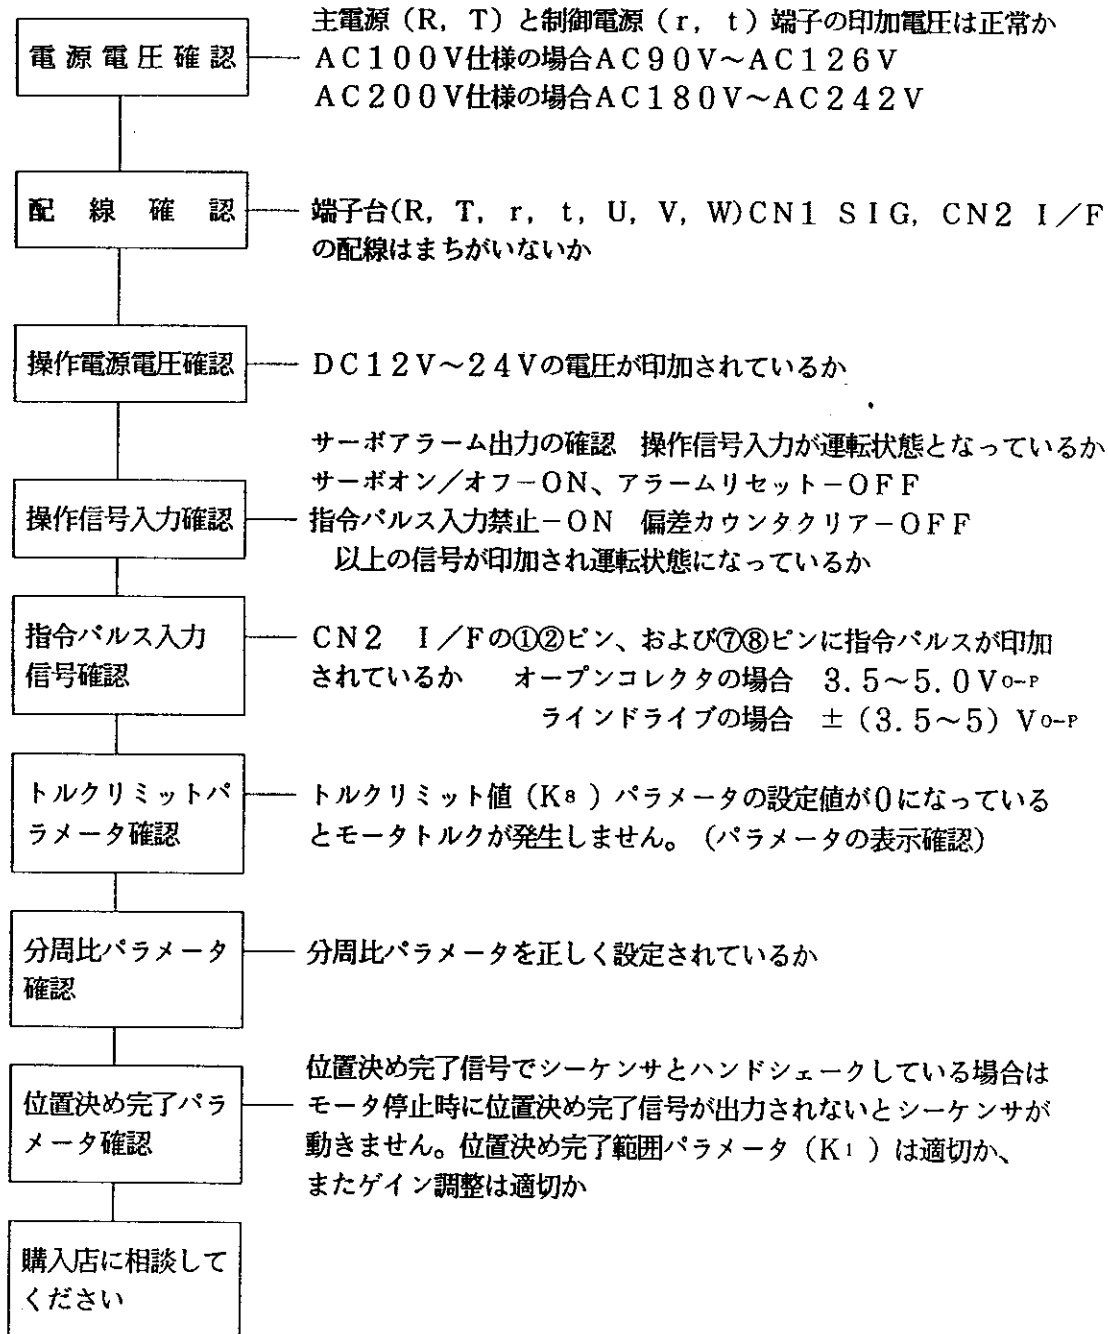 主電源（R，T）と制御電源（r，t）端子の印加電圧は正常か
電源電圧確認
AC100V仕様の場合AC90V～AC126V
AC200V仕様の場合AC180V～AC242V
配線確認
端子台(R，T，r，t，U，V，W)CN1 SIG，CN2 I／F
の配線はまちがいないか
操作電源電圧確認
DC12V～24Vの電圧が印加されているか
サーボアラーム出力の確認　操作信号入力が運転状態となっているか
サーボオン／オフ－ON、アラームリセット－OFF
操作信号入力確認
指令パルス入力禁止－ON　偏差カウンタクリア－OFF
以上の信号が印加され運転状態になっているか
指令パルス入力
信号確認
CN2　I／Fの①②ピン、および⑦⑧ピンに指令パルスが印加
されているか　オープンコレクタの場合　3.5～5.0V0-P
ラインドライブの場合　±（3.5～5）V0-P
トルクリミットパ
ラメータ確認
トルクリミット値（K8）パラメータの設定値が0になっている
とモータトルクが発生しません。（パラメータの表示確認）
分周比パラメータ
確認
分周比パラメータを正しく設定されているか
位置決め完了パラ
メータ確認
位置決め完了信号でシーケンサとハンドシェークしている場合は
モータ停止時に位置決め完了信号が出力されないとシーケンサが
動きません。位置決め完了範囲パラメータ（K1）は適切か、
またゲイン調整は適切か
購入店に相談して
ください